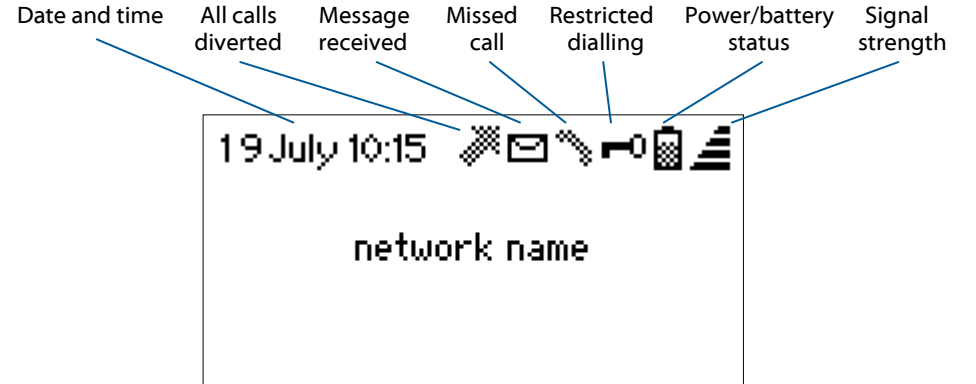 Date and time
All calls diverted
Message received
Missed call
Restricted dialling
Power/battery status
Signal strength
19 July 10:15
network name